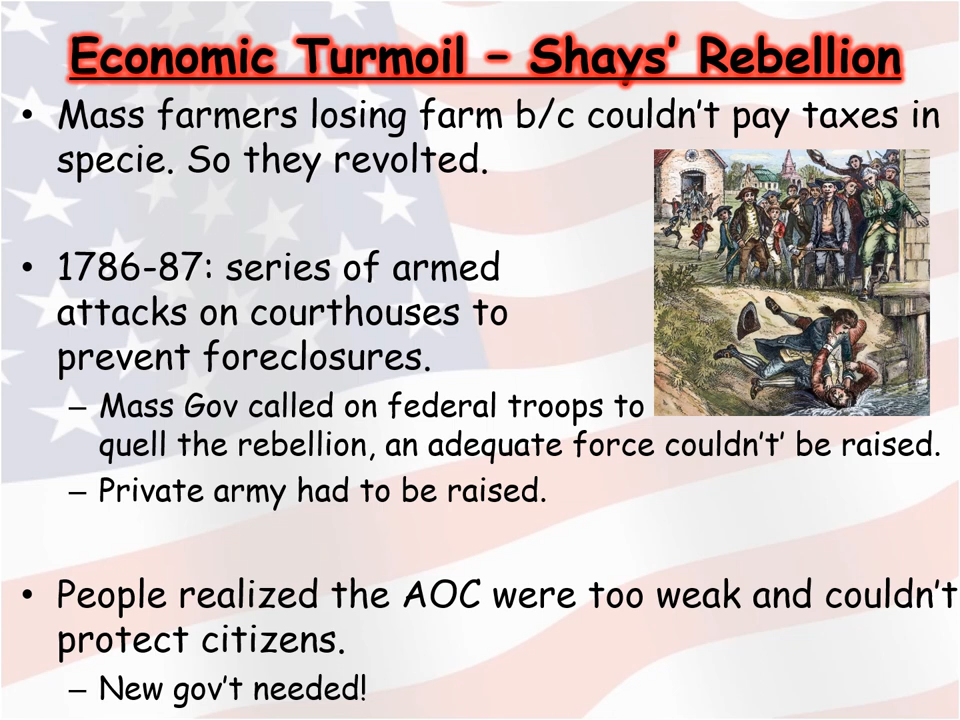 Economic Turmoil – Shays’ Rebellion
• Mass farmers losing farm b/c couldn’t pay taxes in
specie. So they revolted.
• 1786-87: series of armed
attacks on courthouses to
prevent foreclosures.
– Mass Gov called on federal troops to
quell the rebellion, an adequate force couldn’t’ be raised.
– Private army had to be raised.
• People realized the AOC were too weak and couldn’t
protect citizens.
– New gov’t needed!